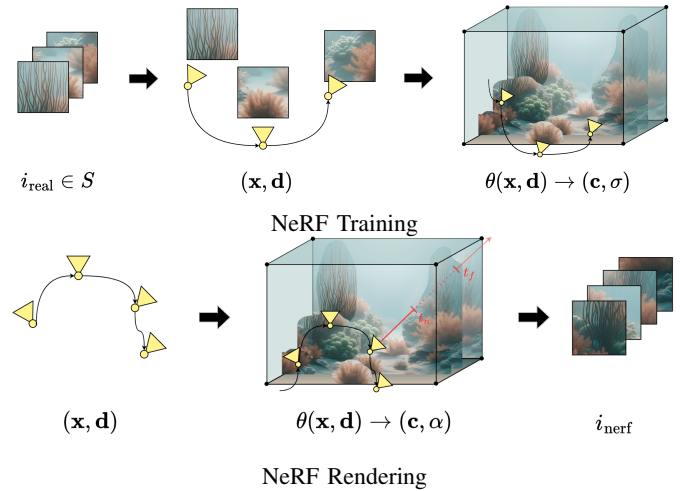 i_real ∈ S
(x, d)
θ(x, d) → (c, σ)
NeRF Training
t_f
t_n
(x, d)
θ(x, d) → (c, α)
i_nerf
NeRF Rendering